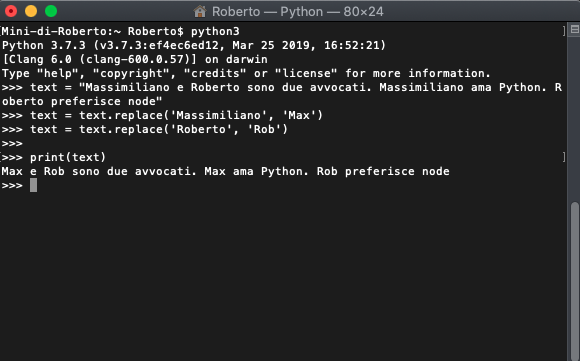 Roberto — Python — 80×24
[Mini-di-Roberto:~ Roberto$ python3 ]
Python 3.7.3 (v3.7.3:ef4ec6ed12, Mar 25 2019, 16:52:21)
[Clang 6.0 (clang-600.0.57)] on darwin
Type "help", "copyright", "credits" or "license" for more information.
>>> text = "Massimiliano e Roberto sono due avvocati. Massimiliano ama Python. R
oberto preferisce node"
>>> text = text.replace('Massimiliano', 'Max')
>>> text = text.replace('Roberto', 'Rob')
>>>
[>>> print(text) ]
Max e Rob sono due avvocati. Max ama Python. Rob preferisce node
>>>